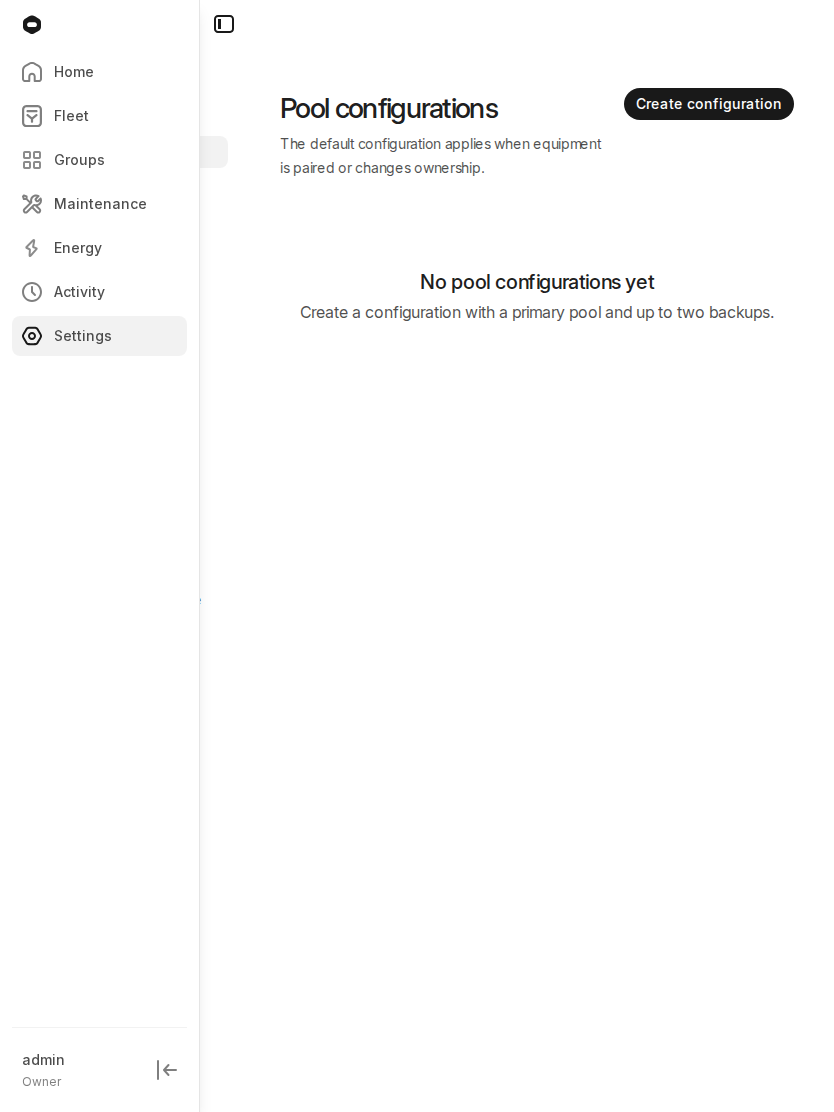 Home
Fleet
Groups
Maintenance
Energy
Activity
Settings
admin
Owner
Pool configurations
Create configuration
The default configuration applies when equipment
is paired or changes ownership.
No pool configurations yet
Create a configuration with a primary pool and up to two backups.